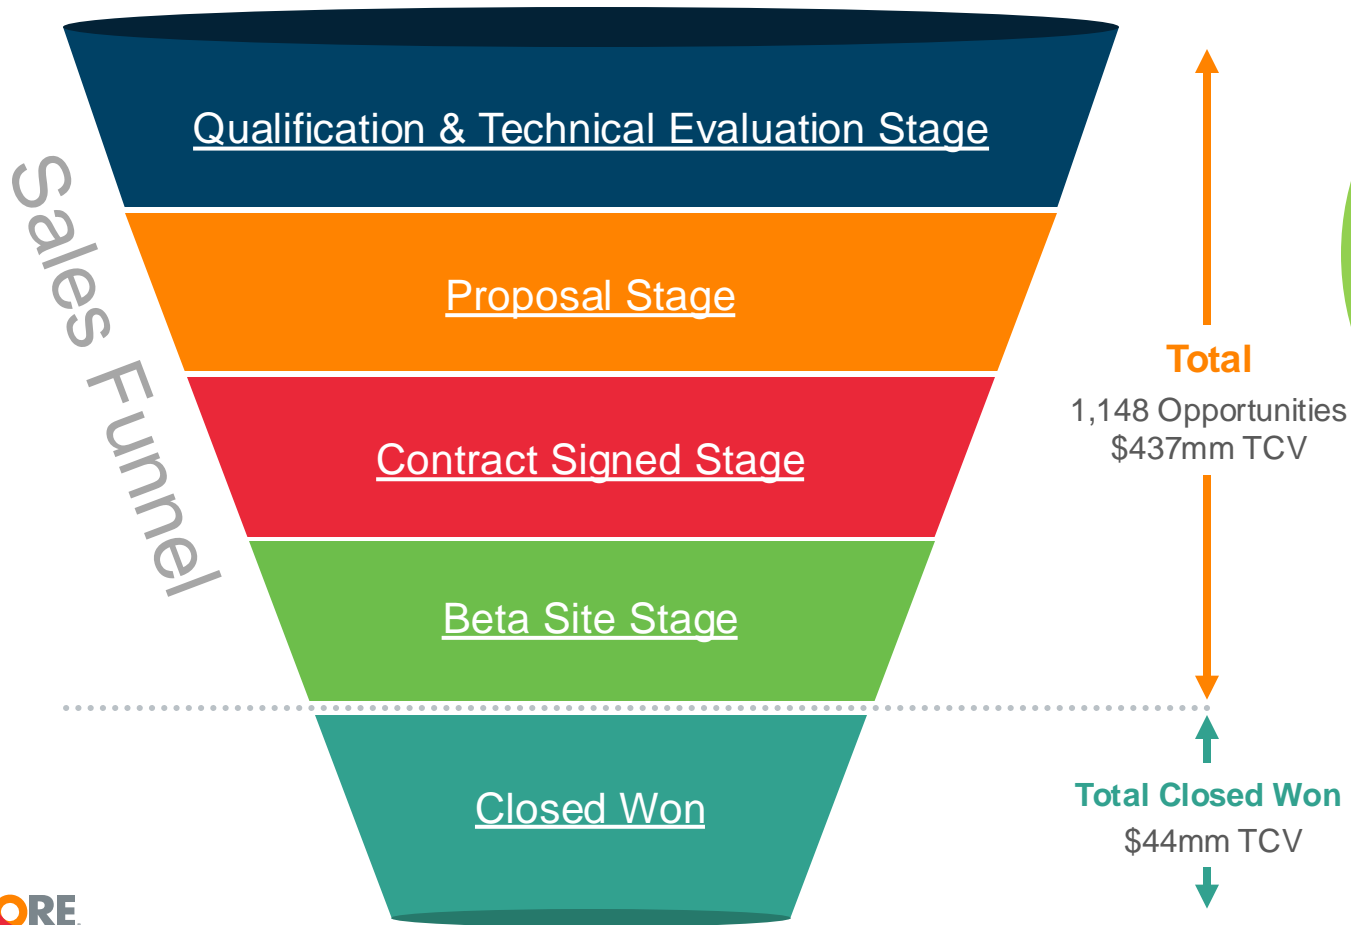 Qualification & Technical Evaluation Stage
Sales Funnel
Proposal Stage
Total
1,148 Opportunities
$437mm TCV
Contract Signed Stage
Beta Site Stage
Total Closed Won
$44mm TCV
Closed Won